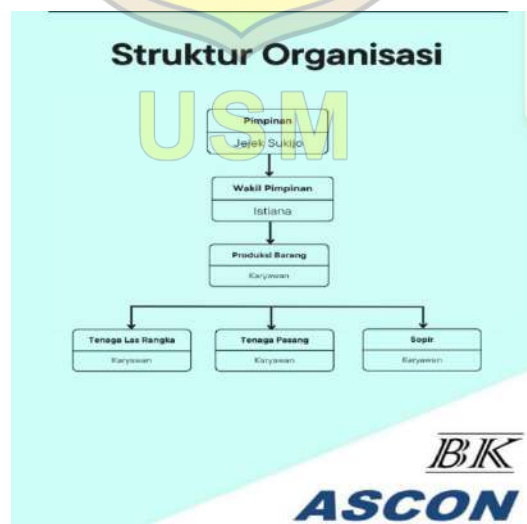 Struktur Organisasi
USM
Pimpinan
Jejek Sukijo
Wakil Pimpinan
Istiana
Produksi Barang
Karyawan
Tenaga Las Rangka
Karyawan
Tenaga Pasang
Karyawan
Sopir
Karyawan
BK
ASCON